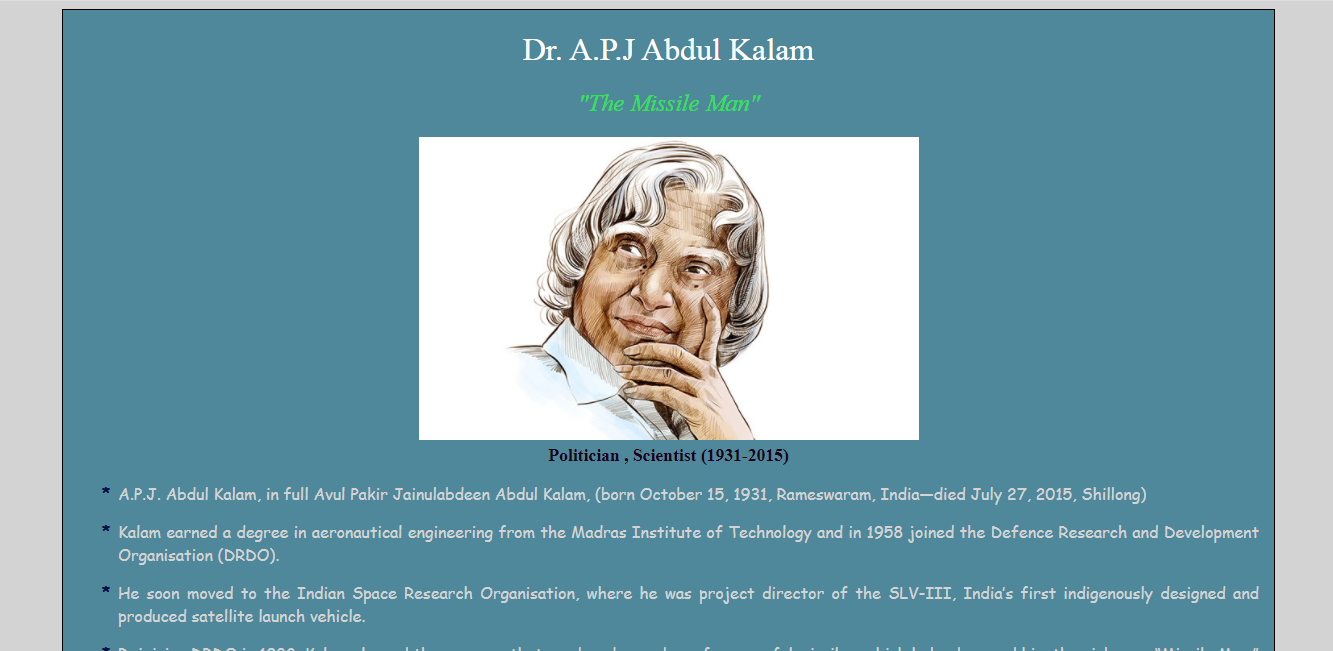 Dr. A.P.J Abdul Kalam
"The Missile Man"
Politician , Scientist (1931-2015)
* A.P.J. Abdul Kalam, in full Avul Pakir Jainulabdeen Abdul Kalam, (born October 15, 1931, Rameswaram, India—died July 27, 2015, Shillong)
* Kalam earned a degree in aeronautical engineering from the Madras Institute of Technology and in 1958 joined the Defence Research and Development
Organisation (DRDO).
* He soon moved to the Indian Space Research Organisation, where he was project director of the SLV-III, India's first indigenously designed and
produced satellite launch vehicle.